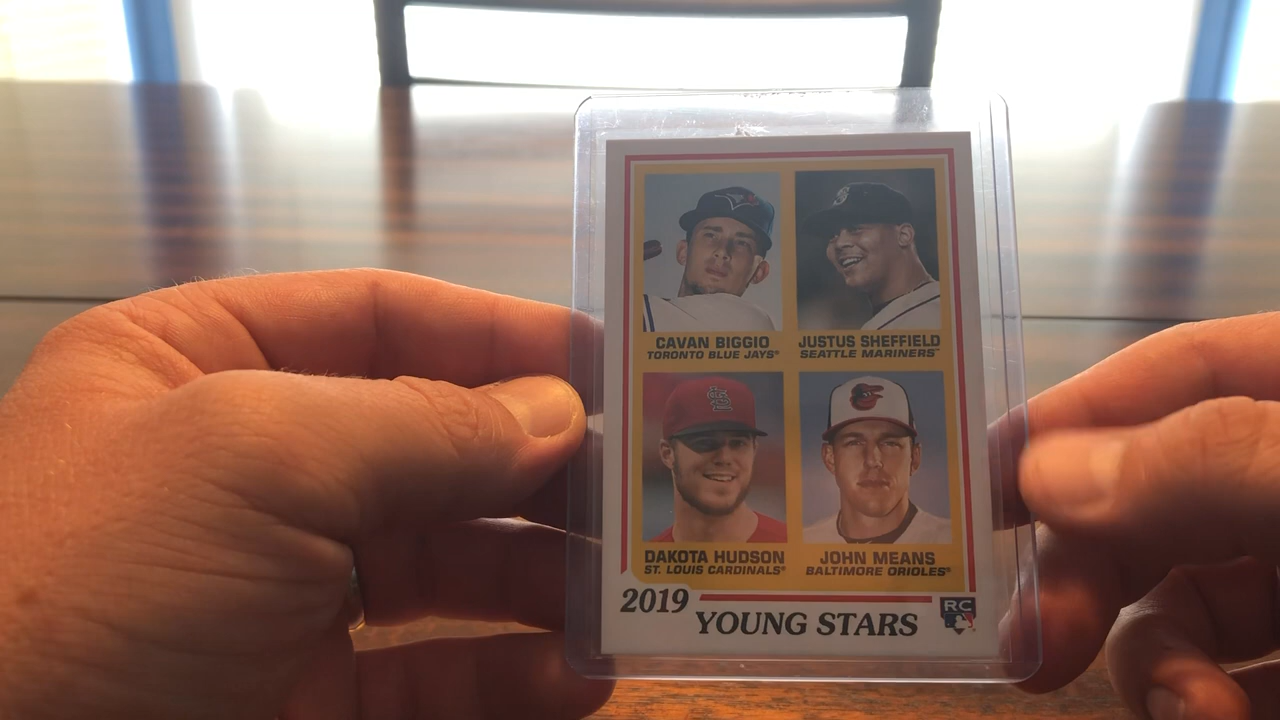 CAVAN BIGGIO
TORONTO BLUE JAYS®
JUSTUS SHEFFIELD
SEATTLE MARINERS™
DAKOTA HUDSON
ST. LOUIS CARDINALS®
JOHN MEANS
BALTIMORE ORIOLES®
2019
YOUNG STARS
RC